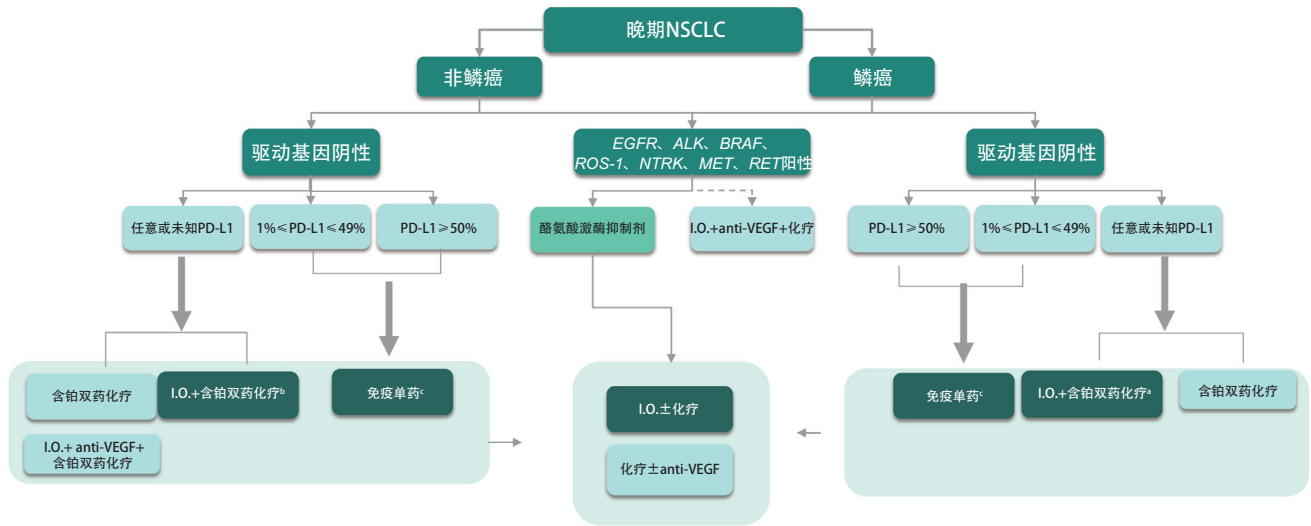 晚期NSCLC
非鳞癌
鳞癌
驱动基因阴性
EGFR、ALK、BRAF、
ROS-1、NTRK、MET、RET阳性
驱动基因阴性
任意或未知PD-L1
1%≤PD-L1≤49%
PD-L1≥50%
酪氨酸激酶抑制剂
I.O.+anti-VEGF+化疗
PD-L1≥50%
1%≤PD-L1≤49%
任意或未知PD-L1
含铂双药化疗
I.O.+含铂双药化疗b
免疫单药c
I.O.±化疗
免疫单药c
I.O.+含铂双药化疗a
含铂双药化疗
I.O.+ anti-VEGF+
含铂双药化疗
化疗±anti-VEGF